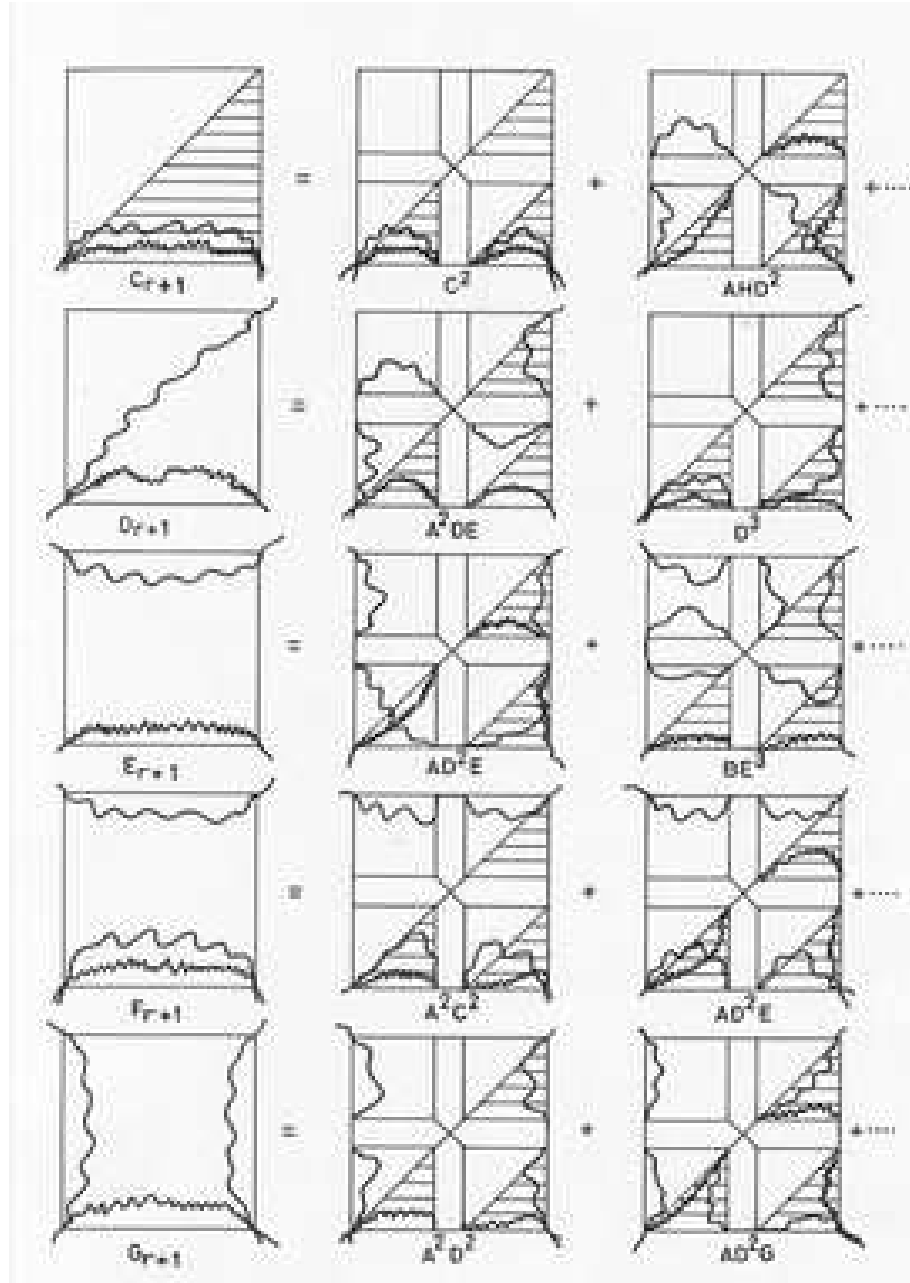 C_{r+1} = C² + AHD² + ....
D_{r+1} = A²DE + D³ + ....
E_{r+1} = AD²E + BE³ + ....
F_{r+1} = A²C² + AD²E + ....
G_{r+1} = A²D² + AD²G + ....